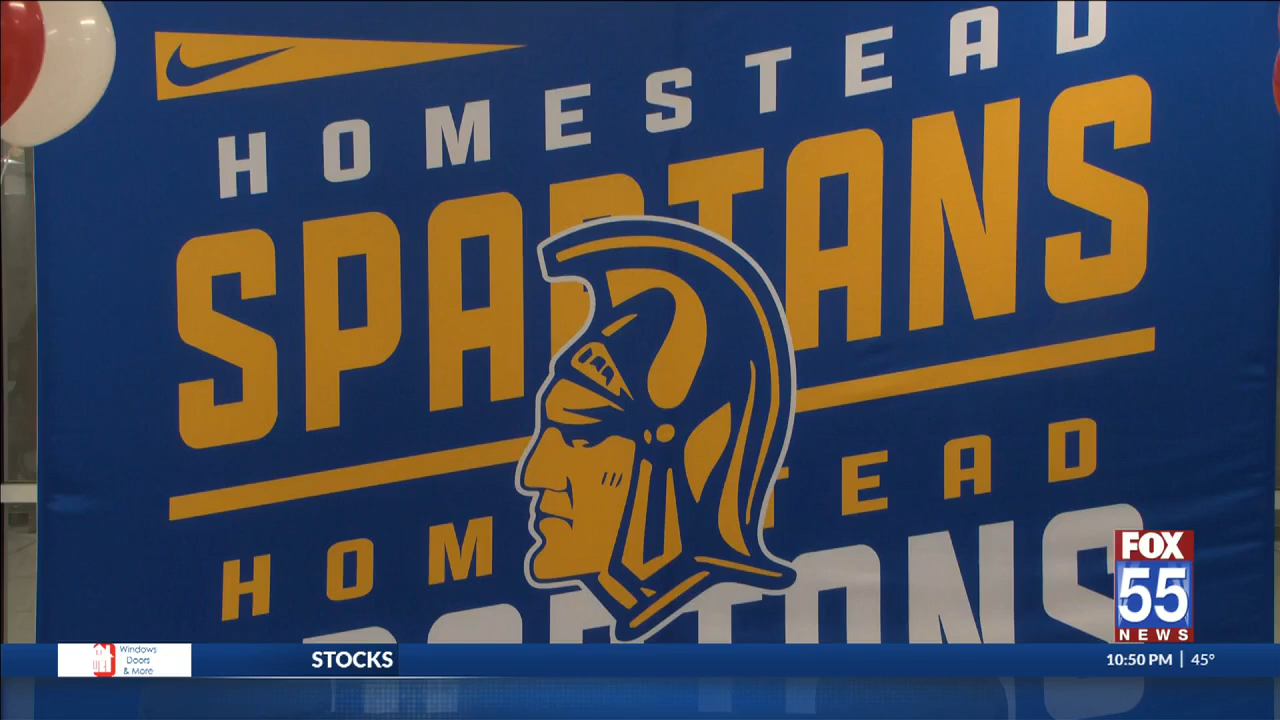 HOMESTEAD
SPARTANS
HOM TEAD
FOX
55
NEWS
Windows
Doors
& More
STOCKS
10:50 PM | 45°